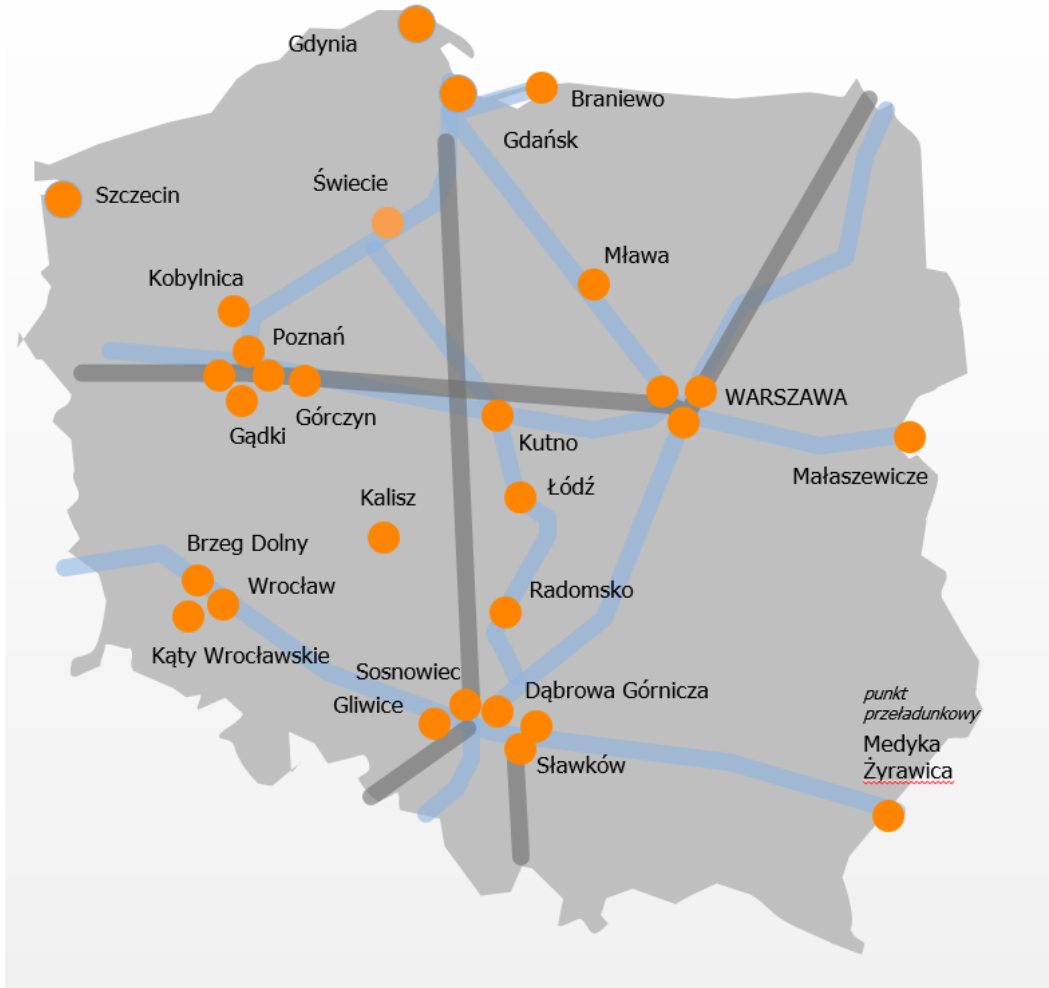 Gdynia
Braniewo
Gdańsk
Świecie
Szczecin
Mława
Kobylnica
Poznań
WARSZAWA
Górczyn
Gądki
Kutno
Małaszewicze
Łódź
Kalisz
Brzeg Dolny
Wrocław
Radomsko
Kąty Wrocławskie
Sosnowiec
Dąbrowa Górnicza
Gliwice
punkt
przeładunkowy
Medyka
Żyrawica
Sławków